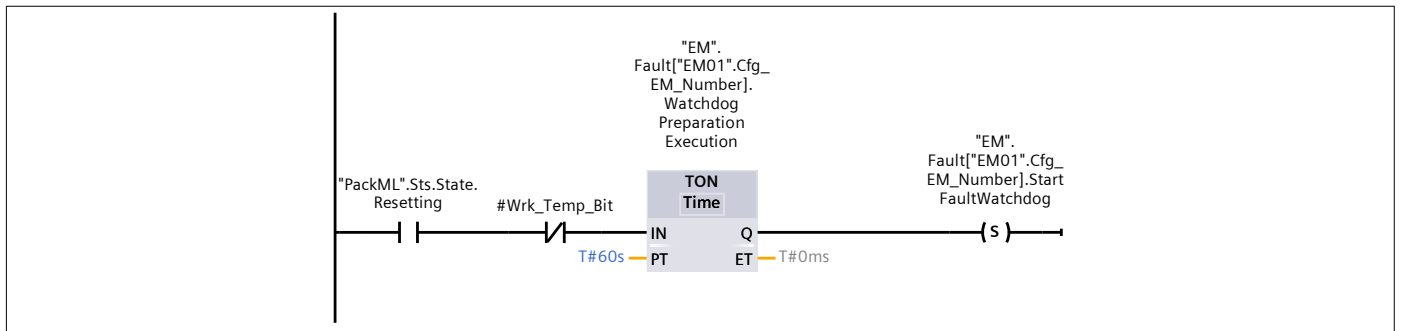 "EM".
Fault["EM01".Cfg_
EM_Number].
Watchdog
Preparation
Execution
"EM".
Fault["EM01".Cfg_
EM_Number].Start
FaultWatchdog
"PackML".Sts.State.
Resetting
#Wrk_Temp_Bit
TON
Time
IN
Q
S
T#60s
PT
ET
T#0ms